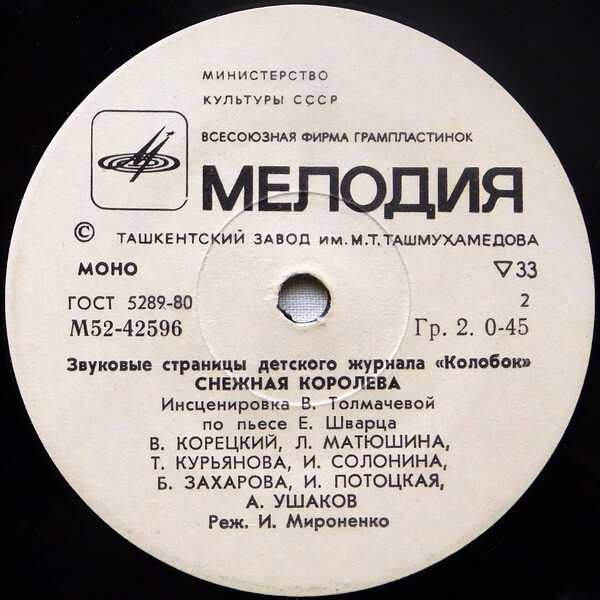 МИНИСТЕРСТВО
КУЛЬТУРЫ СССР
ВСЕСОЮЗНАЯ ФИРМА ГРАМПЛАСТИНОК
МЕЛОДИЯ
© ТАШКЕНТСКИЙ ЗАВОД ИМ. М.Т. ТАШМУХАМЕДОВА
МОНО ▽33
ГОСТ 5289-80 2
М52-42596 Гр. 2. 0-45
Звуковые страницы детского журнала «Колобок»
СНЕЖНАЯ КОРОЛЕВА
Инсценировка В. Толмачевой
по пьесе Е. Шварца
В. КОРЕЦКИЙ, Л. МАТЮШИНА,
Т. КУРЬЯНОВА, И. СОЛОНИНА,
Б. ЗАХАРОВА, И. ПОТОЦКАЯ,
А. УШАКОВ
Реж. И. Мироненко